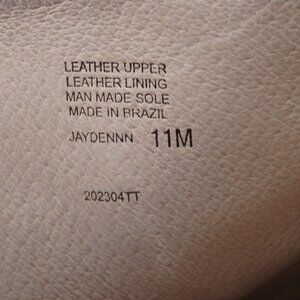 LEATHER UPPER
LEATHER LINING
MAN MADE SOLE
MADE IN BRAZIL
JAYDENNN 11M
202304TT